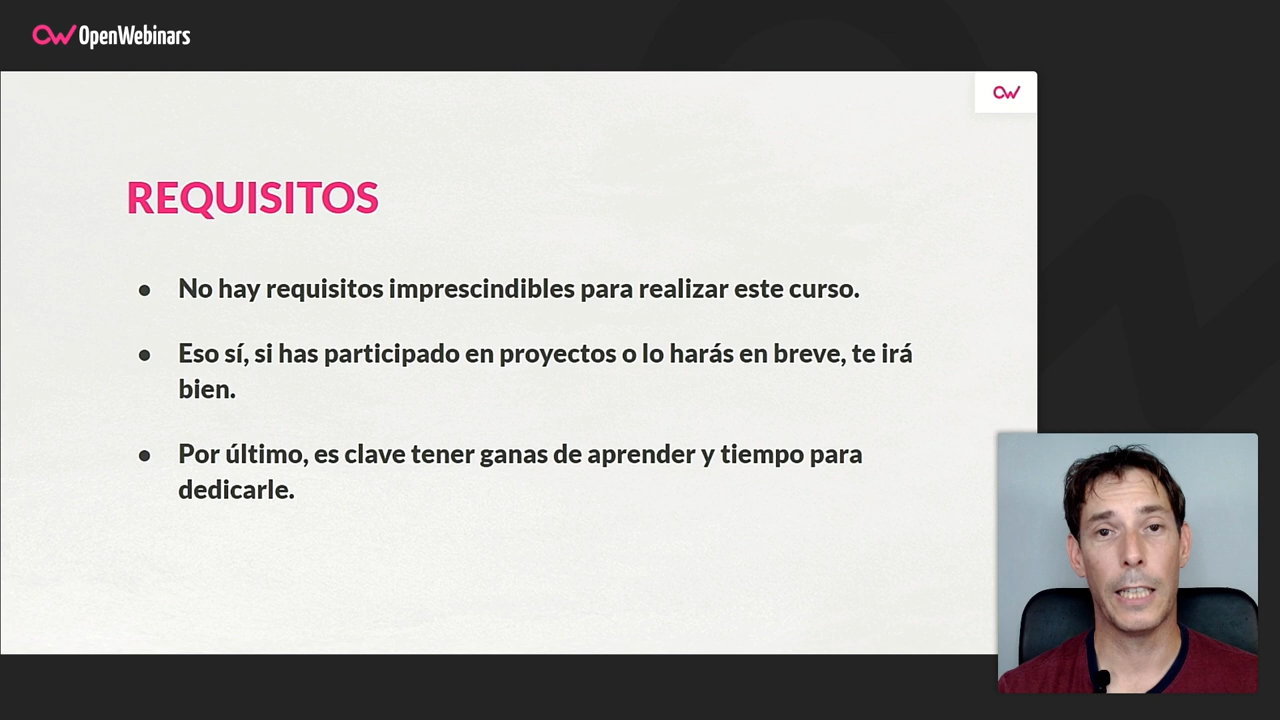 OpenWebinars
REQUISITOS
● No hay requisitos imprescindibles para realizar este curso.
● Eso sí, si has participado en proyectos o lo harás en breve, te irá
bien.
● Por último, es clave tener ganas de aprender y tiempo para
dedicarle.